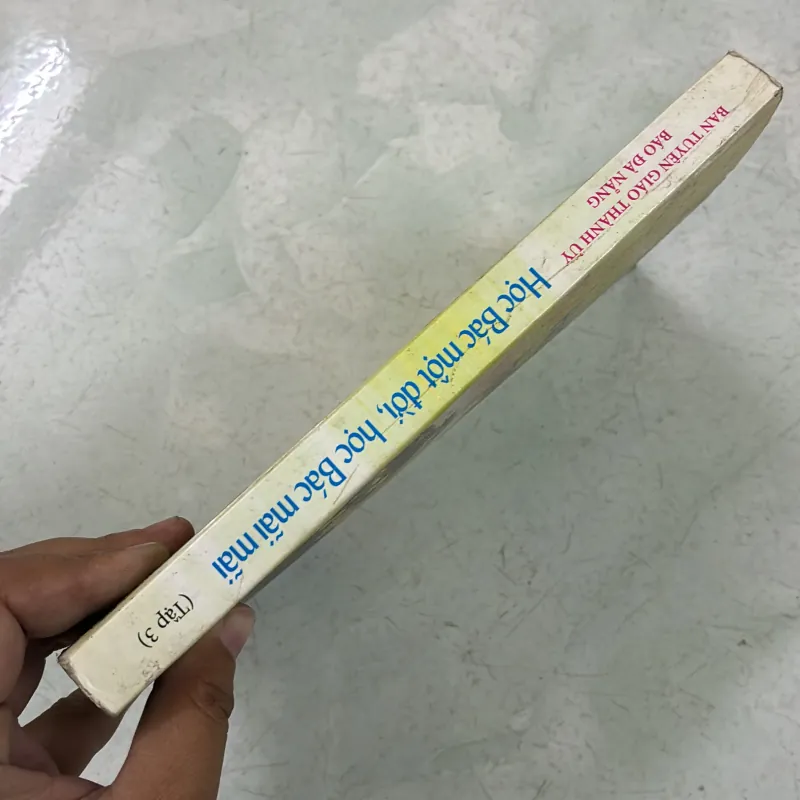 BAN TUYÊN GIÁO THÀNH ỦY
BÁO ĐÀ NẴNG
Học Bác một đời, học Bác mãi mãi
(Tập 3)